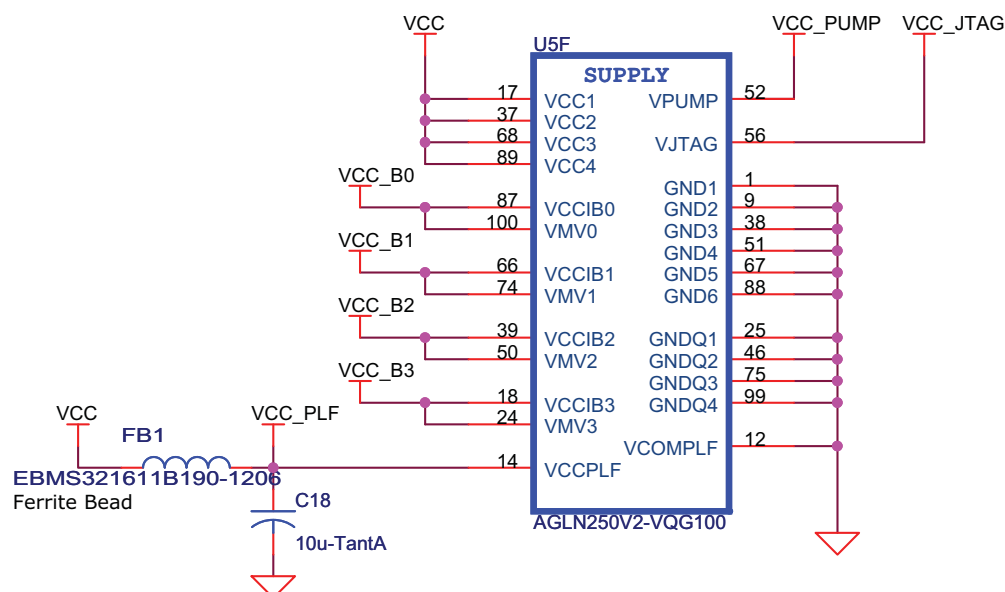 VCC
VCC_PUMP
VCC_JTAG
U5F
SUPPLY
17 VCC1 VPUMP 52
37 VCC2
68 VCC3 VJTAG 56
89 VCC4
VCC_B0
GND1 1
87 VCCIB0 GND2 9
100 VMV0 GND3 38
VCC_B1
GND4 51
66 VCCIB1 GND5 67
74 VMV1 GND6 88
VCC_B2
39 VCCIB2 GNDQ1 25
50 VMV2 GNDQ2 46
VCC_B3
GNDQ3 75
18 VCCIB3 GNDQ4 99
24 VMV3
VCC
VCC_PLF
FB1
VCOMPLF 12
14 VCCPLF
EBMS321611B190-1206
Ferrite Bead
C18
10u-TantA
AGLN250V2-VQG100